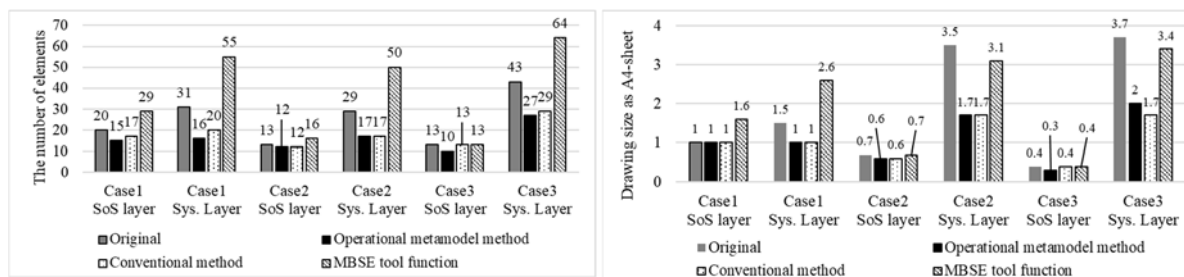 The number of elements
70
60
50
40
30
20
10
0
20 15 17 29
31 16 20 55
13 12 12 16
29 17 17 50
13 10 13 13
43 27 29 64
Case1 Case1 Case2 Case2 Case3 Case3
SoS layer Sys. Layer SoS layer Sys. Layer SoS layer Sys. Layer
Original Operational metamodel method
Conventional method MBSE tool function
Drawing size as A4-sheet
4
3
2
1
0
1 1 1 1.6
1.5 1 1 2.6
0.7 0.6 0.6 0.7
3.5 1.7 1.7 3.1
0.4 0.3 0.4 0.4
3.7 2 1.7 3.4
Case1 Case1 Case2 Case2 Case3 Case3
SoS layer Sys. Layer SoS layer Sys. Layer SoS layer Sys. Layer
Original Operational metamodel method
Conventional method MBSE tool function